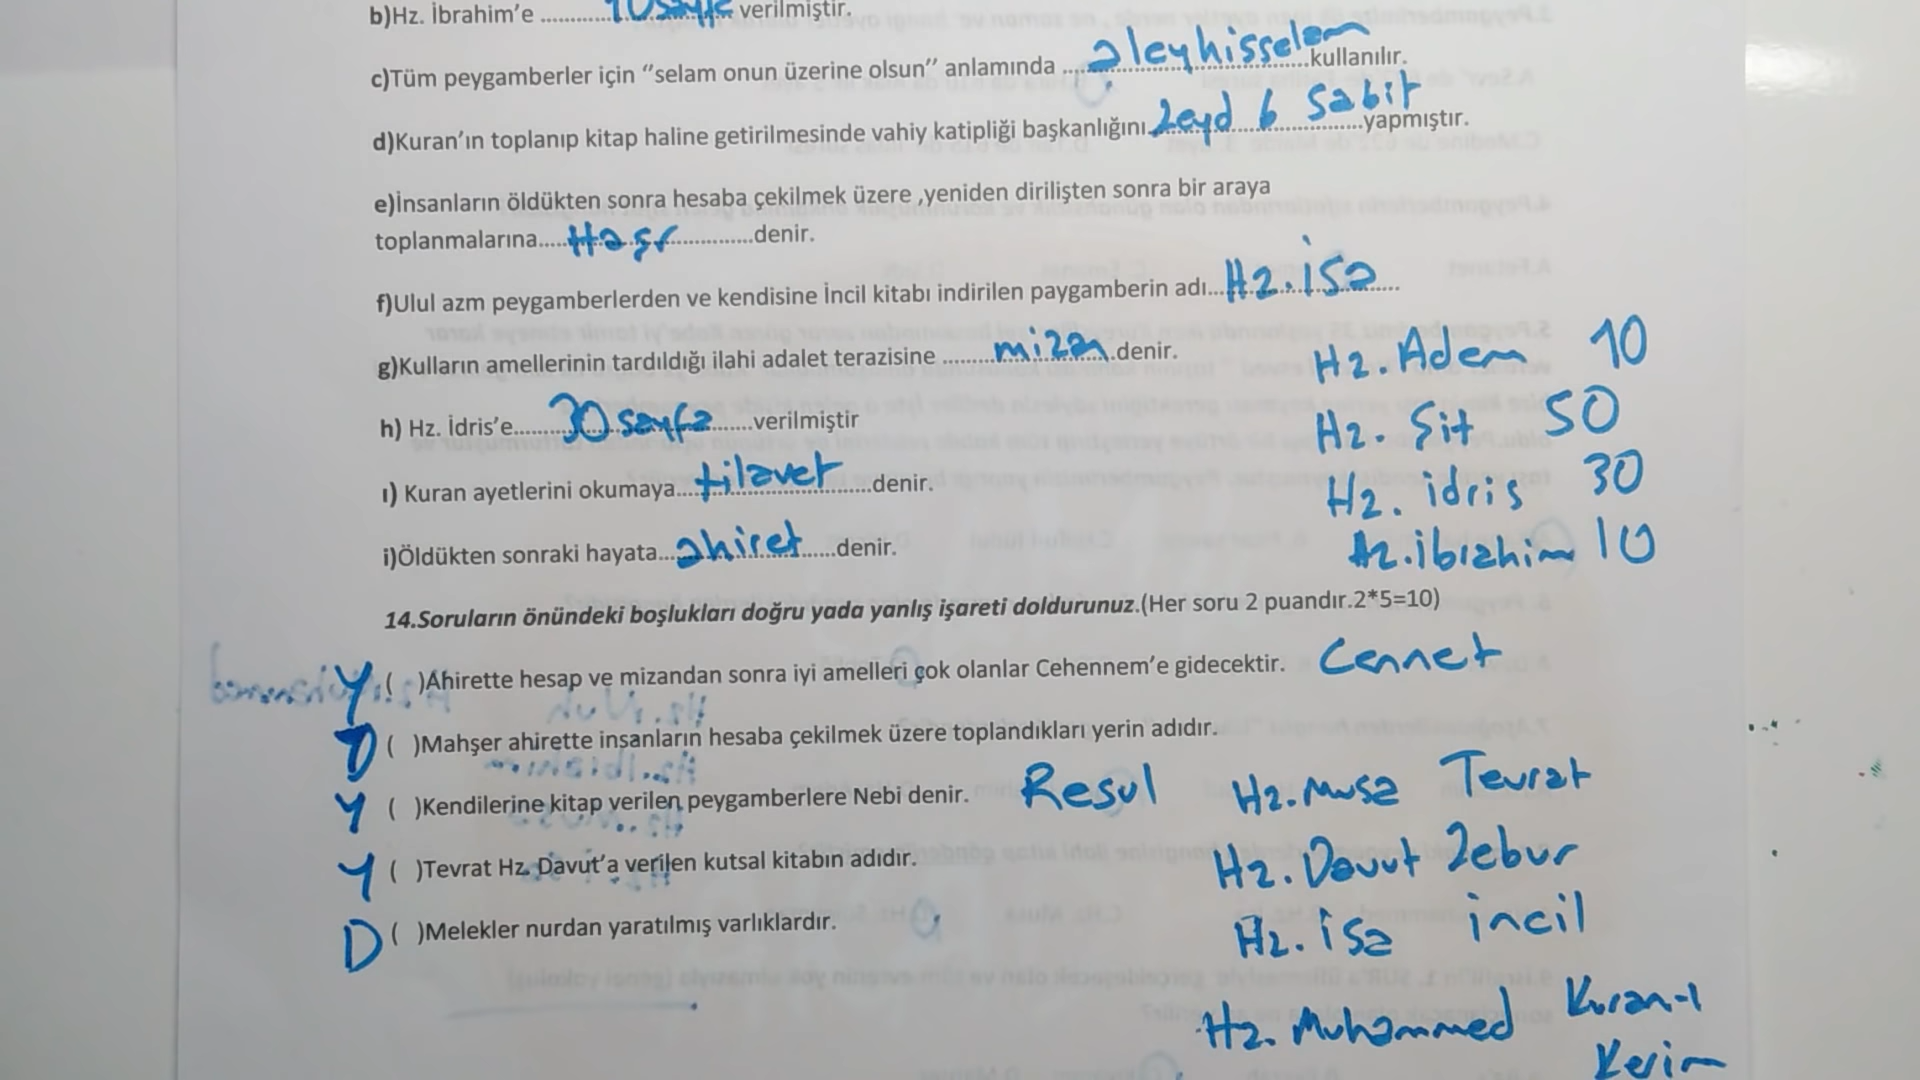 b)Hz. İbrahim’e ............10 sayfa verilmiştir.
c)Tüm peygamberler için “selam onun üzerine olsun” anlamında ....aleyhisselam....kullanılır.
d)Kuran’ın toplanıp kitap haline getirilmesinde vahiy katipliği başkanlığını..Zeyd b Sabit....yapmıştır.
e)İnsanların öldükten sonra hesaba çekilmek üzere ,yeniden dirilişten sonra bir araya
toplanmalarına.....Haşr..............denir.
f)Ulul azm peygamberlerden ve kendisine İncil kitabı indirilen paygamberin adı...Hz. İsa....
g)Kulların amellerinin tardıldığı ilahi adalet terazisine .........mizan.denir.
Hz. Adem 10
h) Hz. İdris’e.........30 sayfa.......verilmiştir
Hz. Şit 50
ı) Kuran ayetlerini okumaya...tilavet.....denir.
Hz. idris 30
i)Öldükten sonraki hayata...ahiret......denir.
Hz. ibrahim 10
14.Soruların önündeki boşlukları doğru yada yanlış işareti doldurunuz.(Her soru 2 puandır.2*5=10)
Y ( )Ahirette hesap ve mizandan sonra iyi amelleri çok olanlar Cehennem’e gidecektir. Cennet
D ( )Mahşer ahirette insanların hesaba çekilmek üzere toplandıkları yerin adıdır.
Y ( )Kendilerine kitap verilen peygamberlere Nebi denir. Resul
Hz. Musa Tevrat
Y ( )Tevrat Hz. Davut’a verilen kutsal kitabın adıdır.
Hz. Davut Zebur
D ( )Melekler nurdan yaratılmış varlıklardır.
Hz. İsa incil
Hz. Muhammed Kuran-ı
Kerim